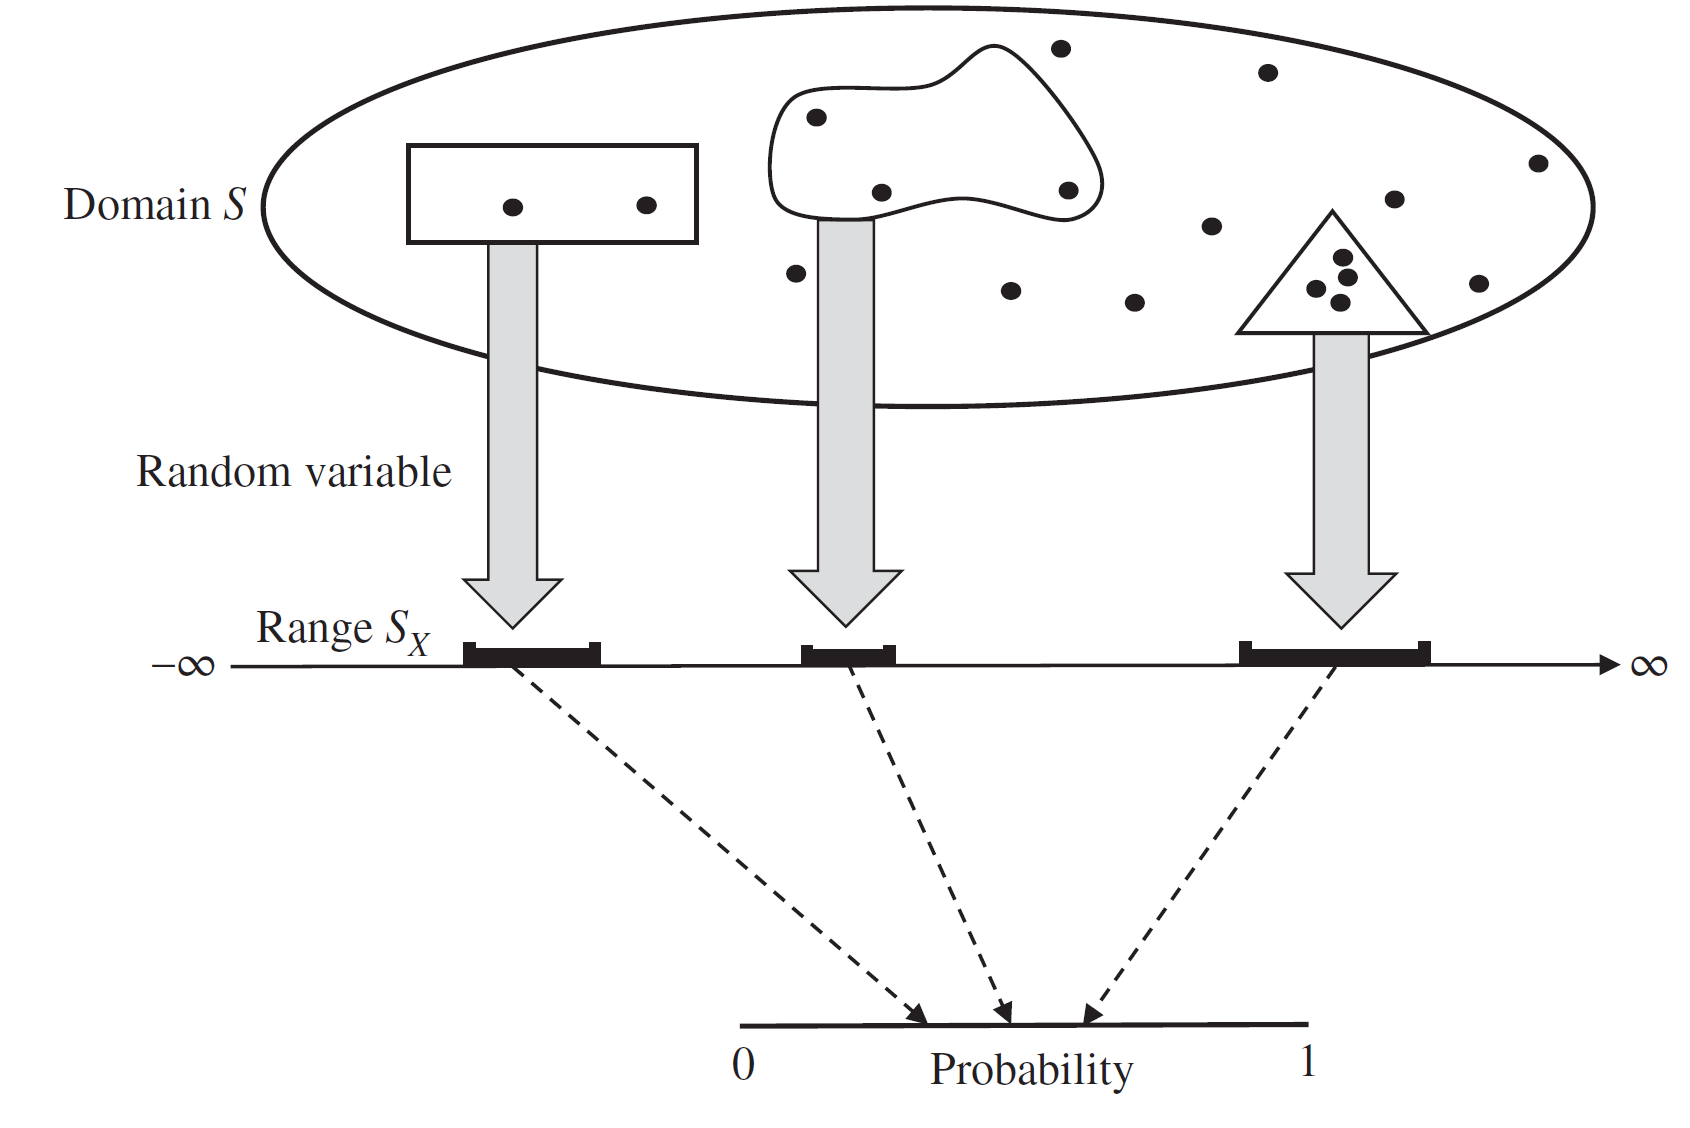 Domain S
Random variable
Range S_X
−∞
∞
0
Probability
1